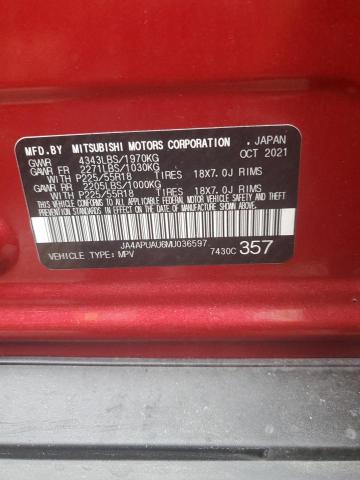 MFD.BY MITSUBISHI MOTORS CORPORATION , JAPAN
GVWR 4343LBS/1970KG OCT 2021
GAWR FR 2271LBS/1030KG
WITH P225/55R18 TIRES 18X7.0J RIMS
GAWR RR 2205LBS/1000KG
WITH P225/55R18 TIRES 18X7.0J RIMS
THIS VEHICLE CONFORMS TO ALL APPLICABLE
FEDERAL MOTOR VEHICLE SAFETY AND
THEFT PREVENTION STANDARDS IN EFFECT ON
THE DATE OF MANUFACTURE SHOWN ABOVE.
JA4APUAU6MU036597
VEHICLE TYPE: MPV 7430C 357